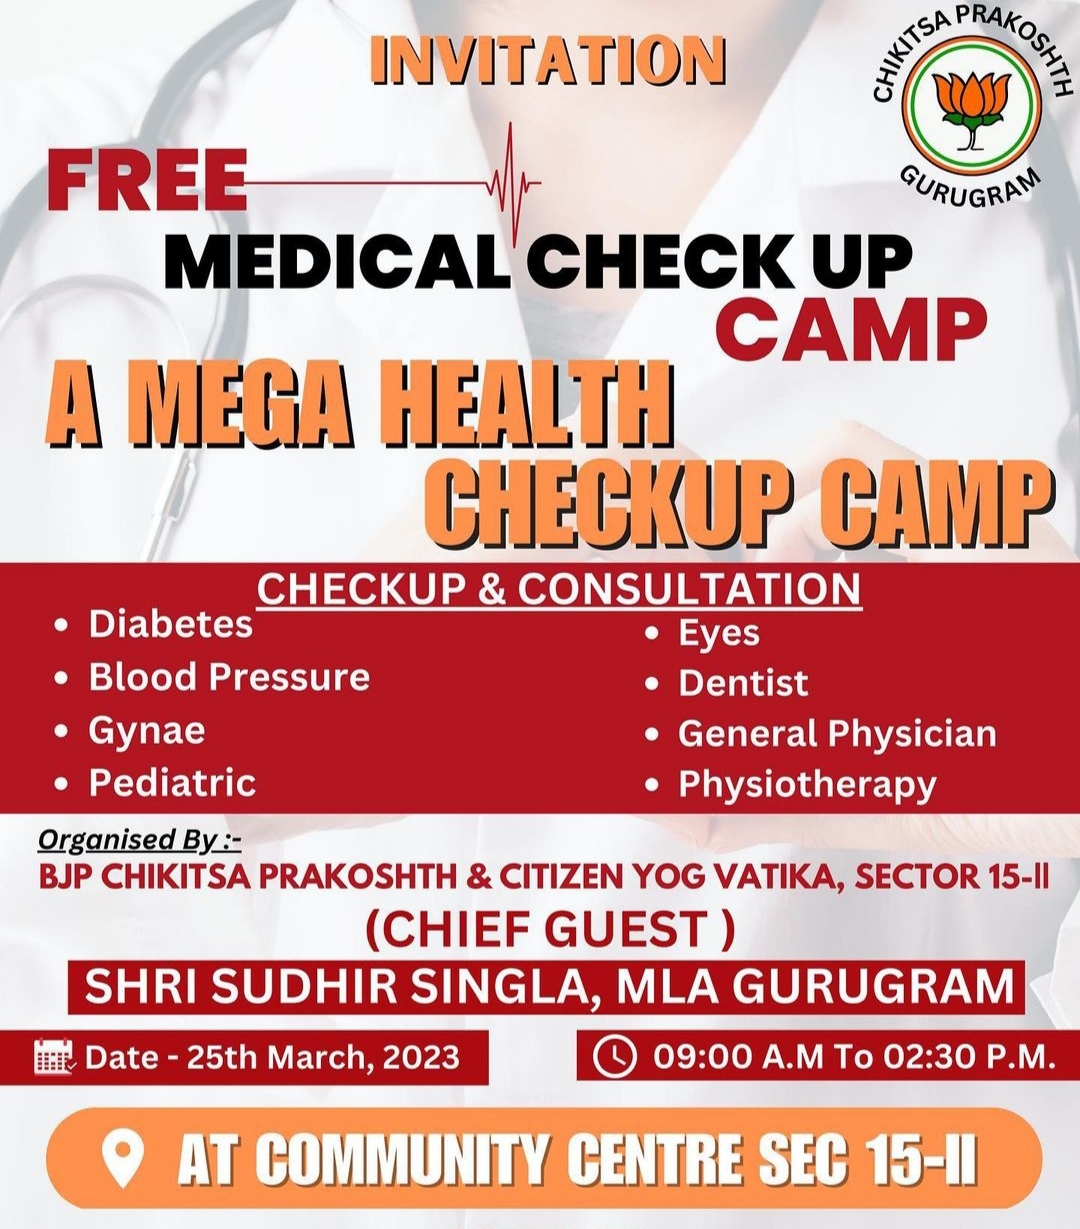 INVITATION
CHIKITSA PRAKOSHTH
GURUGRAM
FREE
MEDICAL CHECK UP
CAMP
A MEGA HEALTH
CHECKUP CAMP
CHECKUP & CONSULTATION
• Diabetes
• Blood Pressure
• Gynae
• Pediatric
• Eyes
• Dentist
• General Physician
• Physiotherapy
Organised By :-
BJP CHIKITSA PRAKOSHTH & CITIZEN YOG VATIKA, SECTOR 15-II
(CHIEF GUEST )
SHRI SUDHIR SINGLA, MLA GURUGRAM
Date - 25th March, 2023
09:00 A.M To 02:30 P.M.
AT COMMUNITY CENTRE SEC 15-II